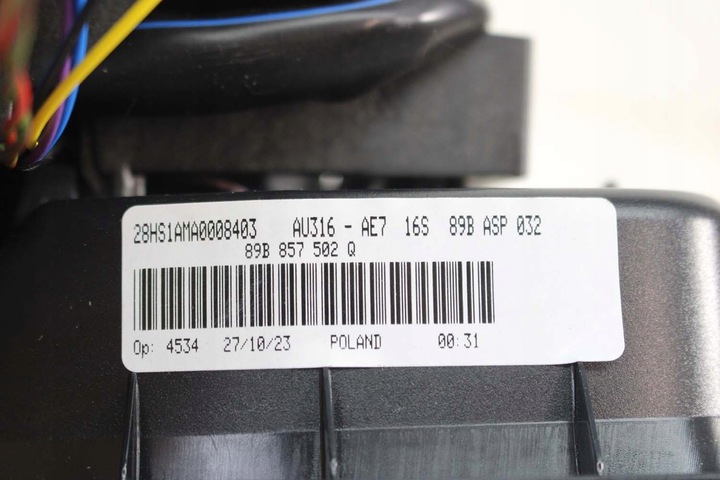 28HS1AMA0008403 AU316 - AE7 16S 89B ASP 032
89B 857 502 Q
Op: 4534 27/10/23 POLAND 00:31